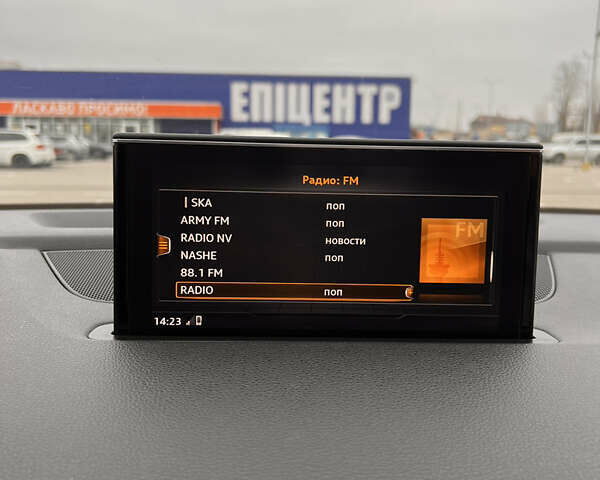 ЕПІЦЕНТР
ЛАСКАВО ПРОСИМО!
Радио: FM
SKA поп
ARMY FM поп
RADIO NV новости
NASHE поп
88.1 FM
RADIO поп
FM
14:23